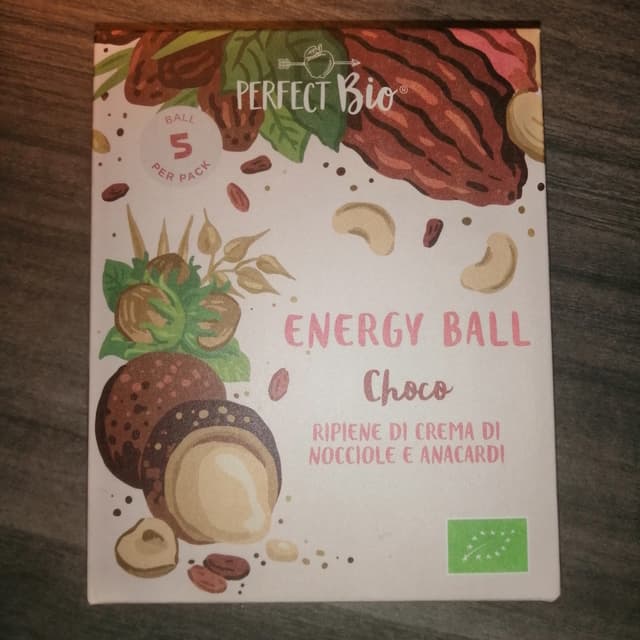 PERFECT Bio®
BALL
5
PER PACK
ENERGY BALL
Choco
RIPIENE DI CREMA DI
NOCCIOLE E ANACARDI